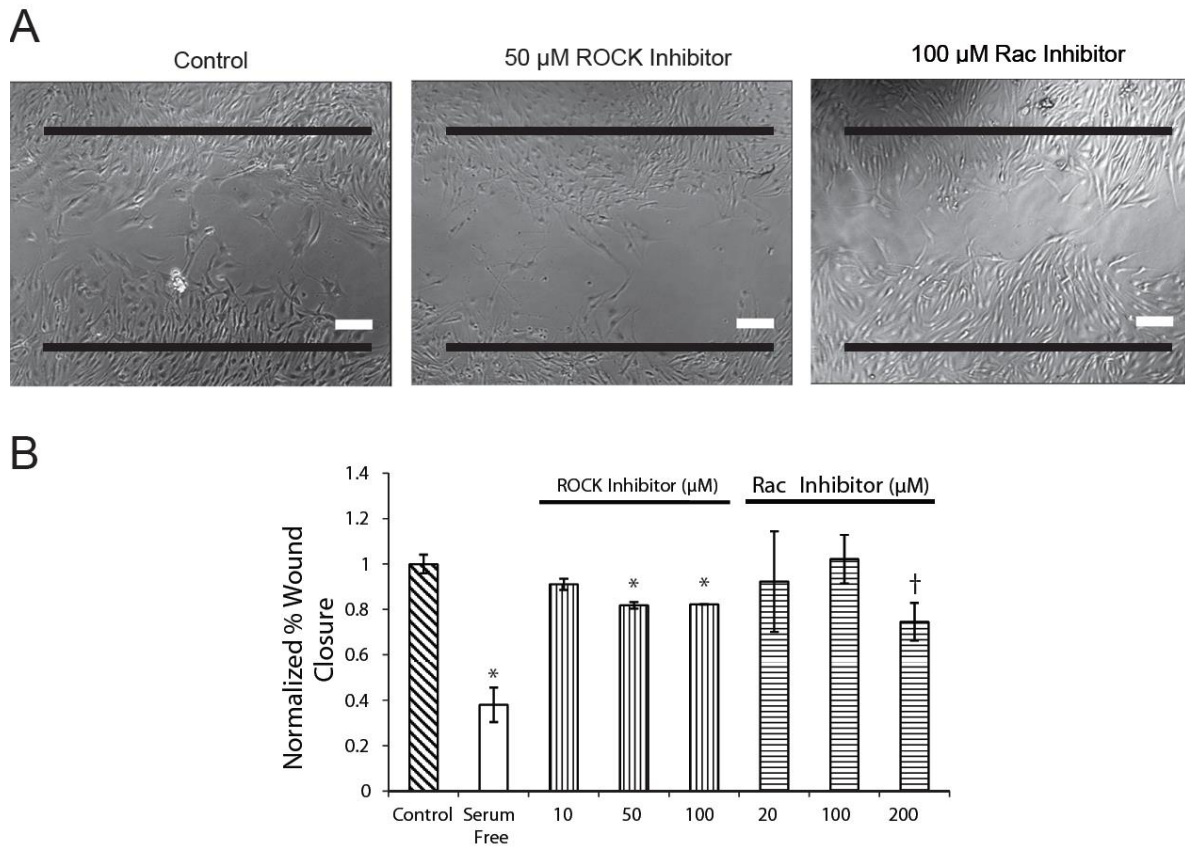 A
Control
50 µM ROCK Inhibitor
100 µM Rac Inhibitor
B
Normalized % Wound
Closure
1.4
1.2
1
0.8
0.6
0.4
0.2
0
ROCK Inhibitor (µM)
Rac Inhibitor (µM)
*
*
*
†
Control
Serum
Free
10
50
100
20
100
200